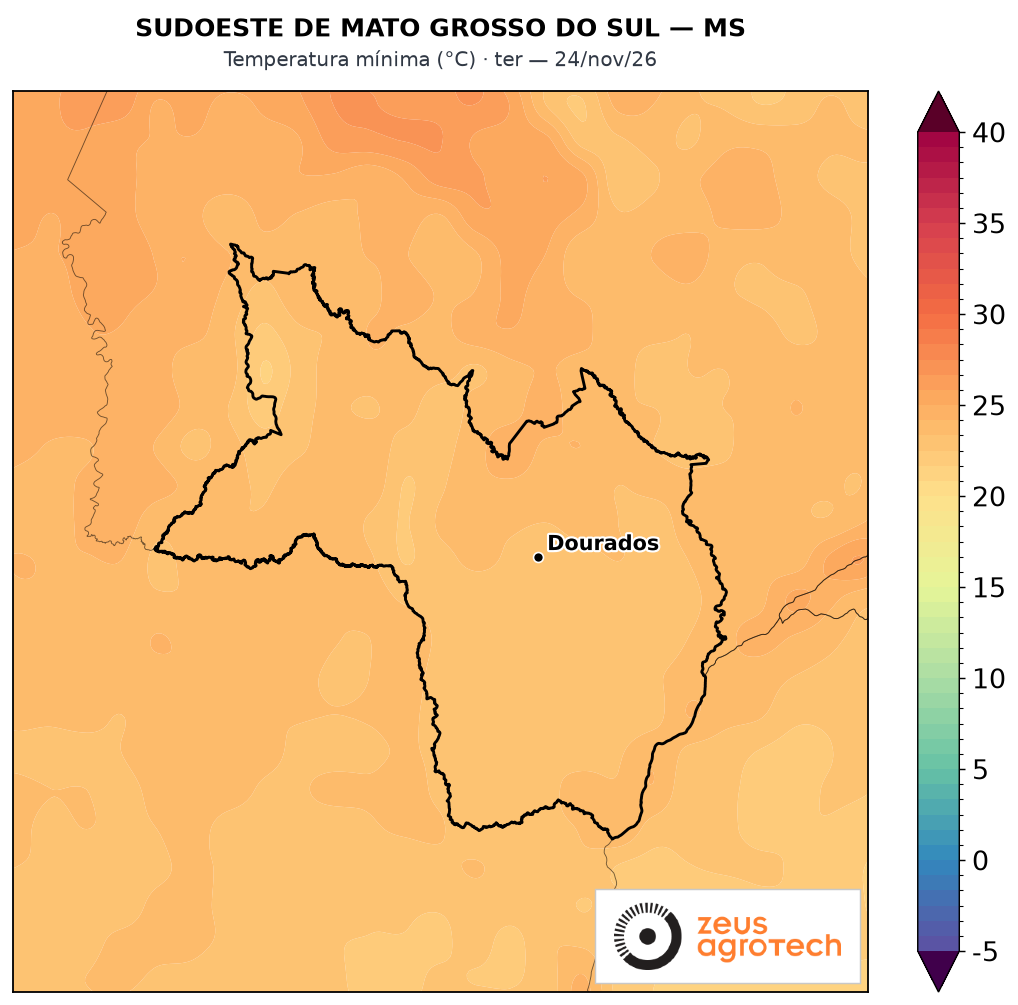 SUDOESTE DE MATO GROSSO DO SUL — MS
Temperatura mínima (°C) · ter — 24/nov/26
40
35
30
25
20
15
10
5
0
-5
Dourados
zeus
agrotech